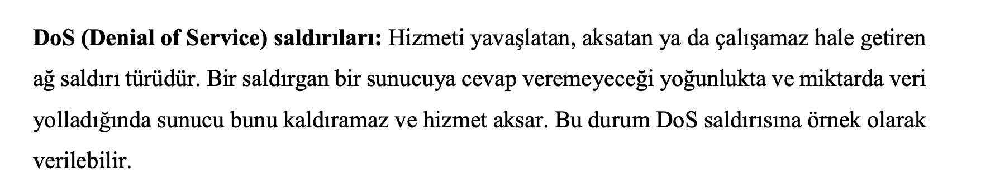 DoS (Denial of Service) saldırıları: Hizmeti yavaşlatan, aksatan ya da çalışamaz hale getiren
ağ saldırı türüdür. Bir saldırgan bir sunucuya cevap veremeyeceği yoğunlukta ve miktarda veri
yolladığında sunucu bunu kaldıramaz ve hizmet aksar. Bu durum DoS saldırısına örnek olarak
verilebilir.